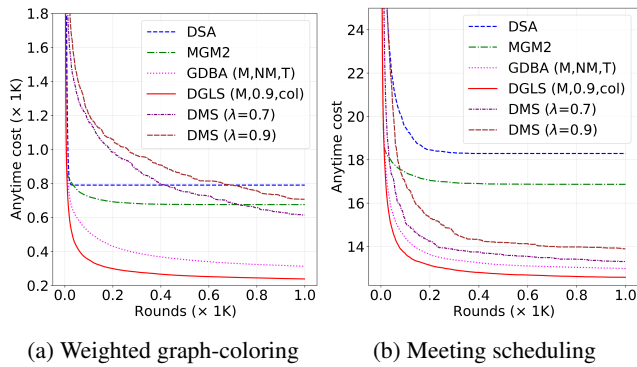 Anytime cost (× 1K)
1.8
1.6
1.4
1.2
1.0
0.8
0.6
0.4
0.2
DSA
MGM2
GDBA (M,NM,T)
DGLS (M,0.9,col)
DMS (λ=0.7)
DMS (λ=0.9)
0.0 0.2 0.4 0.6 0.8 1.0
Rounds (× 1K)
(a) Weighted graph-coloring
Anytime cost
24
22
20
18
16
14
DSA
MGM2
GDBA (M,NM,T)
DGLS (M,0.9,col)
DMS (λ=0.7)
DMS (λ=0.9)
0.0 0.2 0.4 0.6 0.8 1.0
Rounds (× 1K)
(b) Meeting scheduling